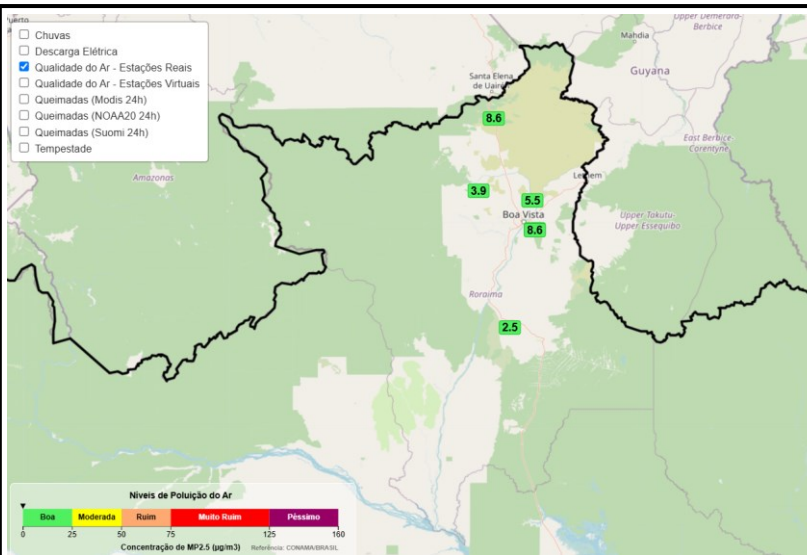 Chuvas
Descarga Elétrica
Qualidade do Ar - Estações Reais
Qualidade do Ar - Estações Virtuais
Queimadas (Modis 24h)
Queimadas (NOAA20 24h)
Queimadas (Suomi 24h)
Tempestade
Upper Demerara-
Berbice
Mahdia
Guyana
Santa Elena
de Uairén
8.6
East Berbice-
Corentyne
Amazonas
3.9
5.5
Boa Vista
Upper Takutu-
Upper Essequibo
8.6
Roraima
2.5
Níveis de Poluição do Ar
Boa Moderada Ruim Muito Ruim Péssimo
0 25 50 75 125 160
Concentração de MP2.5 (µg/m3) Referência: CONAMA/BRASIL